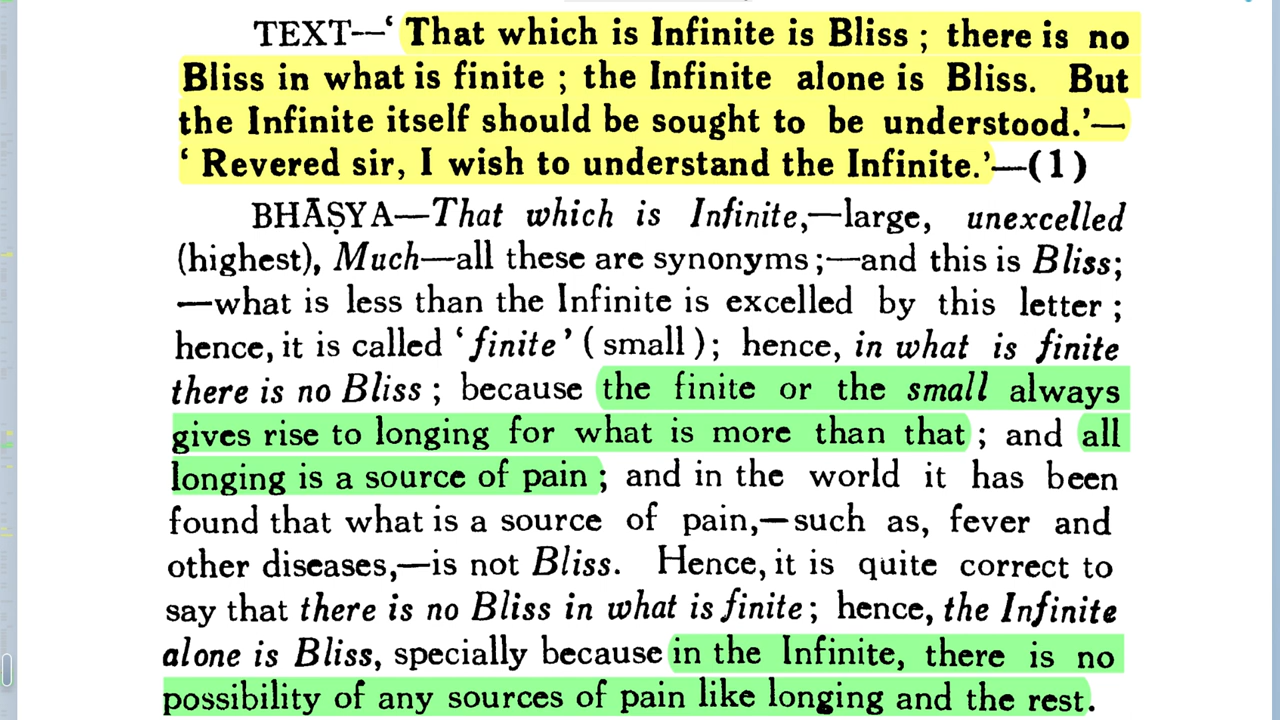 TEXT—‘ That which is Infinite is Bliss ; there is no
Bliss in what is finite ; the Infinite alone is Bliss. But
the Infinite itself should be sought to be understood.’—
‘ Revered sir, I wish to understand the Infinite.’—(1)
BHĀṢYA—That which is Infinite,—large, unexcelled
(highest), Much—all these are synonyms ;—and this is Bliss;
—what is less than the Infinite is excelled by this letter ;
hence, it is called ‘finite’ ( small ); hence, in what is finite
there is no Bliss ; because the finite or the small always
gives rise to longing for what is more than that ; and all
longing is a source of pain ; and in the world it has been
found that what is a source of pain,—such as, fever and
other diseases,—is not Bliss. Hence, it is quite correct to
say that there is no Bliss in what is finite ; hence, the Infinite
alone is Bliss, specially because in the Infinite, there is no
possibility of any sources of pain like longing and the rest.